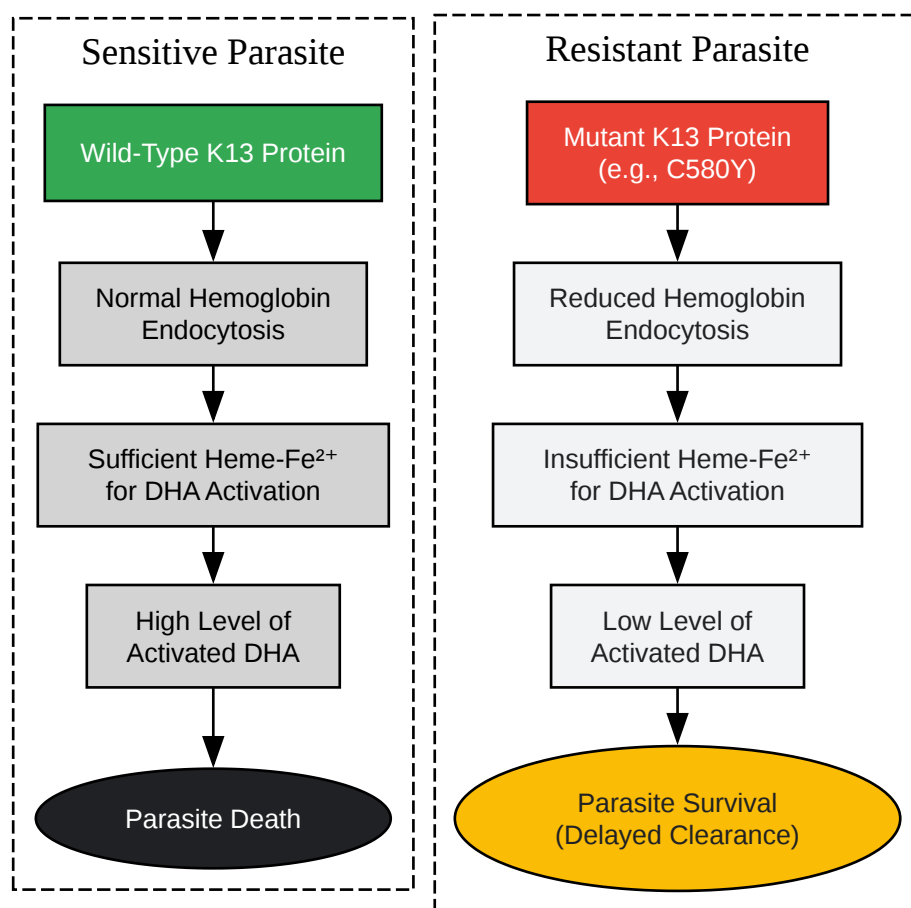 Sensitive Parasite
Wild-Type K13 Protein
Normal Hemoglobin
Endocytosis
Sufficient Heme-Fe²⁺
for DHA Activation
High Level of
Activated DHA
Parasite Death
Resistant Parasite
Mutant K13 Protein
(e.g., C580Y)
Reduced Hemoglobin
Endocytosis
Insufficient Heme-Fe²⁺
for DHA Activation
Low Level of
Activated DHA
Parasite Survival
(Delayed Clearance)